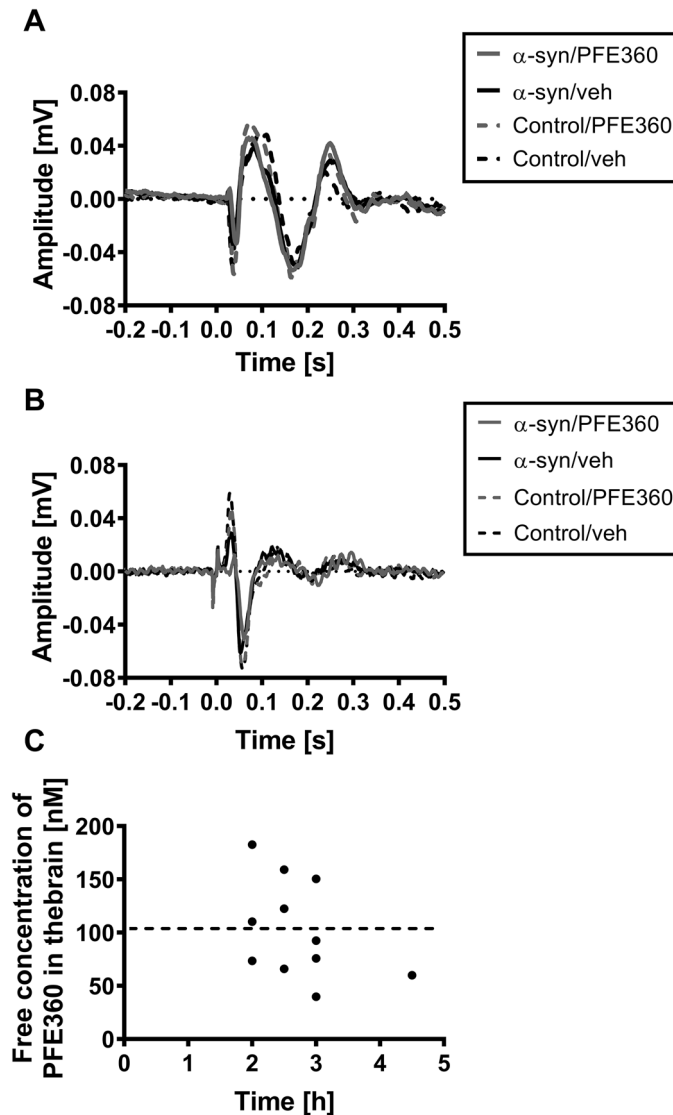 A
α-syn/PFE360
α-syn/veh
Control/PFE360
Control/veh
Amplitude [mV]
0.08
0.04
0.00
-0.04
-0.08
-0.2 -0.1 0.0 0.1 0.2 0.3 0.4 0.5
Time [s]
B
α-syn/PFE360
α-syn/veh
Control/PFE360
Control/veh
Amplitude [mV]
0.08
0.04
0.00
-0.04
-0.08
-0.2 -0.1 0.0 0.1 0.2 0.3 0.4 0.5
Time [s]
C
Free concentration of
PFE360 in thebrain [nM]
200
150
100
50
0
0 1 2 3 4 5
Time [h]